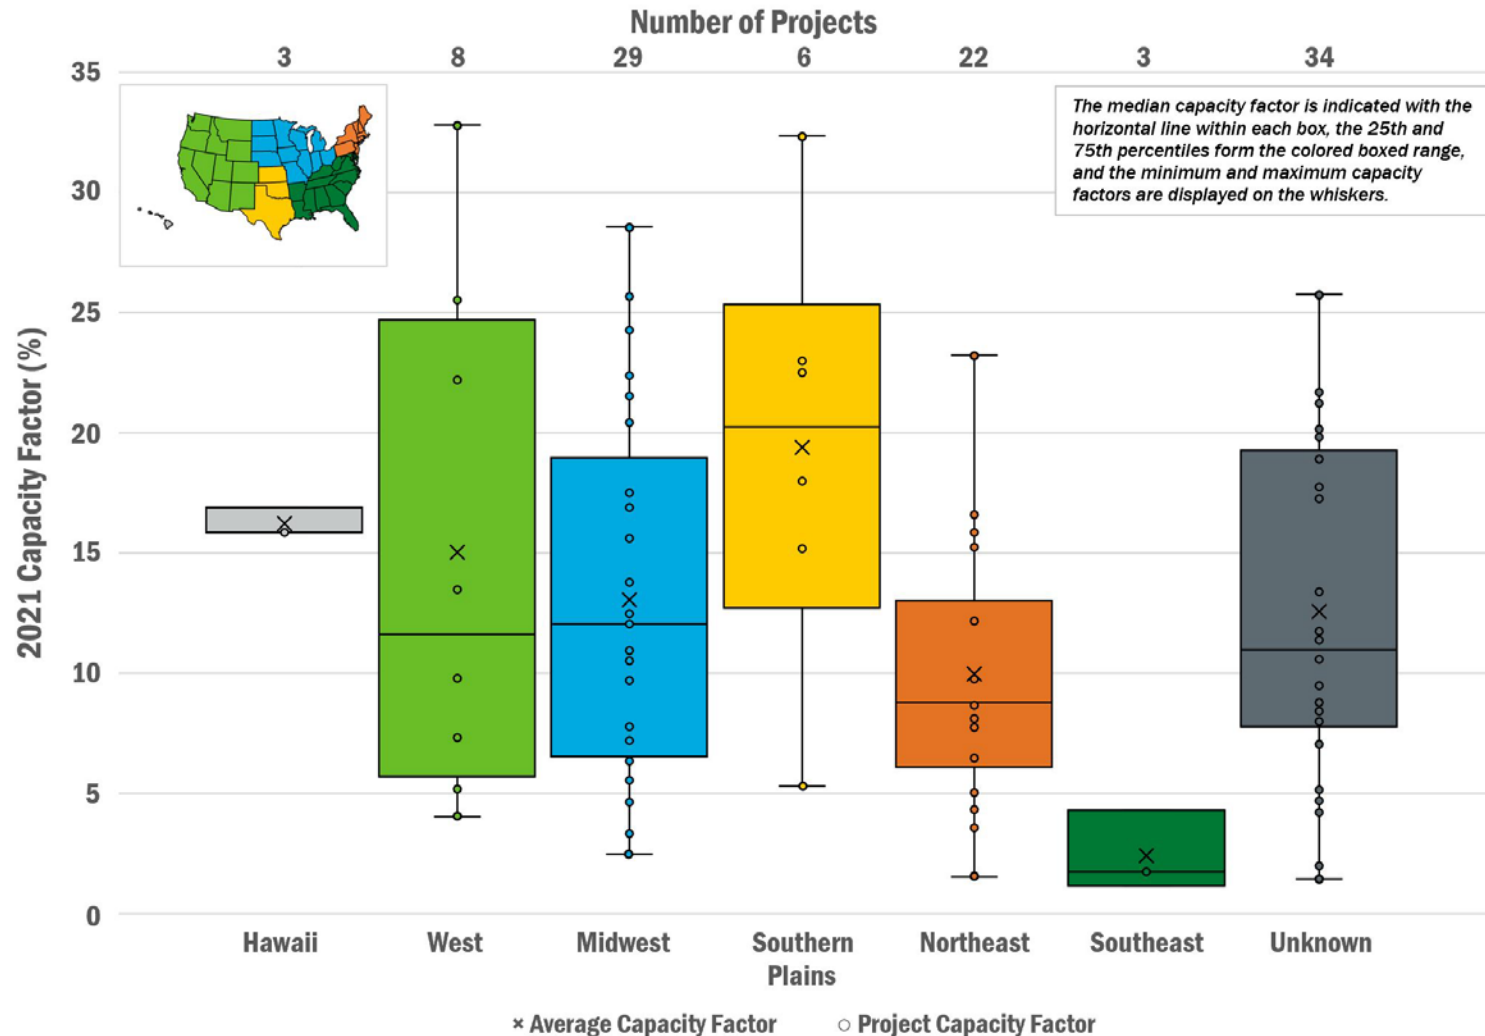 Number of Projects
3 8 29 6 22 3 34
35
The median capacity factor is indicated with the
horizontal line within each box, the 25th and
75th percentiles form the colored boxed range,
and the minimum and maximum capacity
factors are displayed on the whiskers.
30
25
20
15
10
5
0
2021 Capacity Factor (%)
Hawaii West Midwest Southern Northeast Southeast Unknown
Plains
× Average Capacity Factor ○ Project Capacity Factor